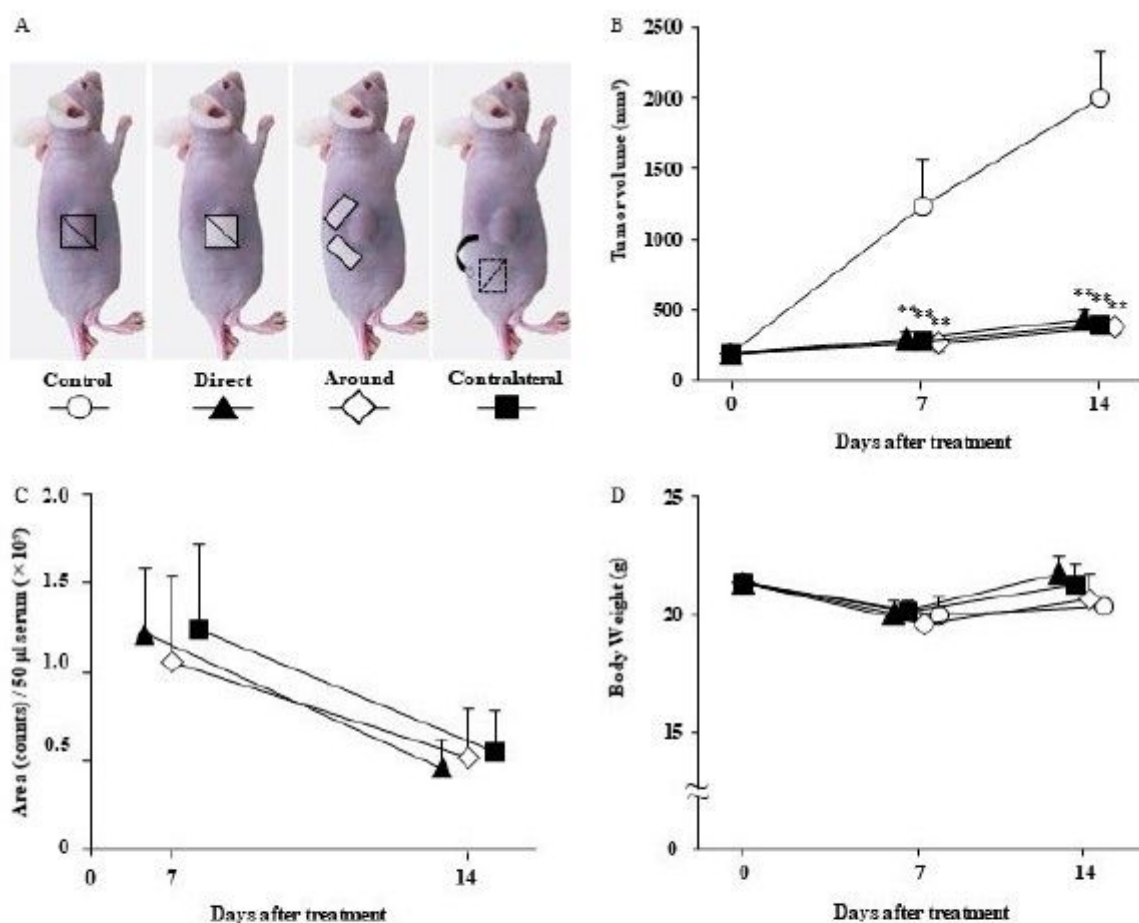 A
Control
Direct
Around
Contralateral
B
Tumor volume (mm³)
2500
2000
1500
1000
500
0
** ** **
** ** **
0 7 14
Days after treatment
C
Area (counts) / 50 µl serum
2.0
1.5
1.0
0.5
0
0 7 14
Days after treatment
D
Body Weight (g)
25
20
15
0
0 7 14
Days after treatment